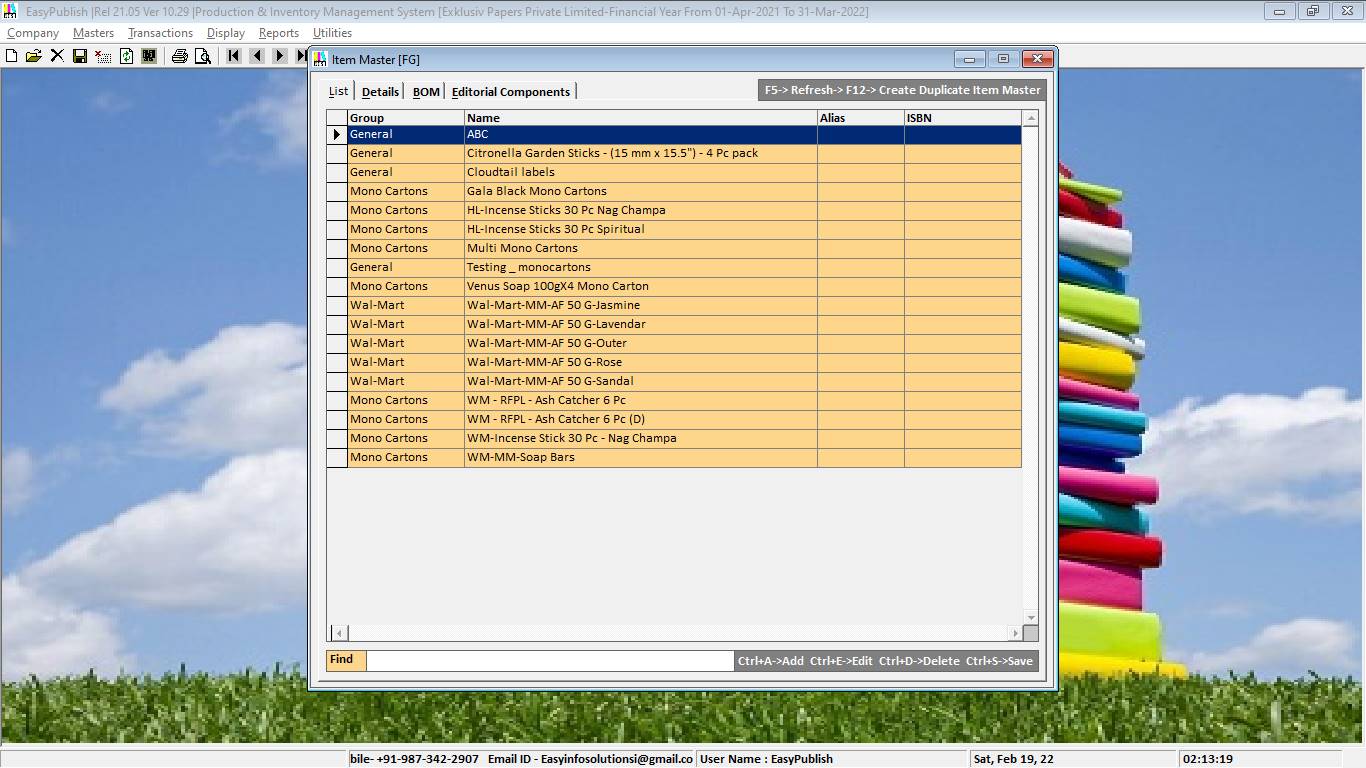 EasyPublish |Rel 21.05 Ver 10.29 |Production & Inventory Management System [Exklusiv Papers Private Limited-Financial Year From 01-Apr-2021 To 31-Mar-2022]
Company Masters Transactions Display Reports Utilities
Item Master [FG]
List Details BOM Editorial Components F5-> Refresh-> F12-> Create Duplicate Item Master
Group Name Alias ISBN
General ABC
General Citronella Garden Sticks - (15 mm x 15.5") - 4 Pc pack
General Cloudtail labels
Mono Cartons Gala Black Mono Cartons
Mono Cartons HL-Incense Sticks 30 Pc Nag Champa
Mono Cartons HL-Incense Sticks 30 Pc Spiritual
Mono Cartons Multi Mono Cartons
General Testing _ monocartons
Mono Cartons Venus Soap 100gX4 Mono Carton
Wal-Mart Wal-Mart-MM-AF 50 G-Jasmine
Wal-Mart Wal-Mart-MM-AF 50 G-Lavendar
Wal-Mart Wal-Mart-MM-AF 50 G-Outer
Wal-Mart Wal-Mart-MM-AF 50 G-Rose
Wal-Mart Wal-Mart-MM-AF 50 G-Sandal
Mono Cartons WM - RFPL - Ash Catcher 6 Pc
Mono Cartons WM - RFPL - Ash Catcher 6 Pc (D)
Mono Cartons WM-Incense Stick 30 Pc - Nag Champa
Mono Cartons WM-MM-Soap Bars
Find Ctrl+A->Add Ctrl+E->Edit Ctrl+D->Delete Ctrl+S->Save
bile- +91-987-342-2907 Email ID - Easyinfosolutionsi@gmail.co User Name : EasyPublish Sat, Feb 19, 22 02:13:19